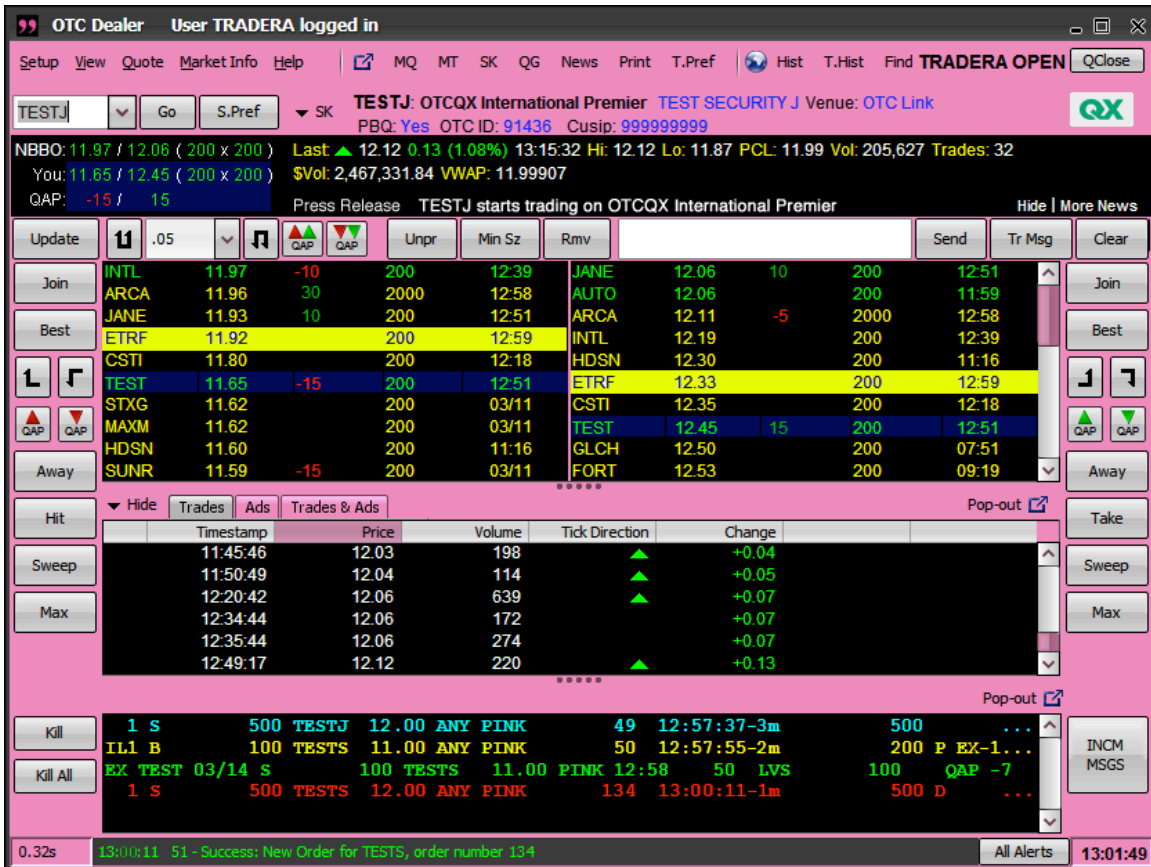 OTC Dealer User TRADERA logged in
Setup View Quote Market Info Help MQ MT SK QG News Print T.Pref Hist T.Hist Find TRADERA OPEN QClose
TESTJ Go S.Pref SK TESTJ: OTCQX International Premier TEST SECURITY J Venue: OTC Link QX
PBQ: Yes OTC ID: 91436 Cusip: 999999999
NBBO: 11.97 / 12.06 ( 200 x 200 ) Last: 12.12 0.13 (1.08%) 13:15:32 Hi: 12.12 Lo: 11.87 PCL: 11.99 Vol: 205,627 Trades: 32
You: 11.65 / 12.45 ( 200 x 200 ) $Vol: 2,467,331.84 VWAP: 11.99907
QAP: -15 / 15 Press Release TESTJ starts trading on OTCQX International Premier Hide | More News
Update .05 QAP QAP Unpr Min Sz Rmv Send Tr Msg Clear
Join INTL 11.97 -10 200 12:39 JANE 12.06 10 200 12:51 Join
ARCA 11.96 30 2000 12:58 AUTO 12.06 200 11:59
JANE 11.93 10 200 12:51 ARCA 12.11 -5 2000 12:58
Best ETRF 11.92 200 12:59 INTL 12.19 200 12:39 Best
CSTI 11.80 200 12:18 HDSN 12.30 200 11:16
TEST 11.65 -15 200 12:51 ETRF 12.33 200 12:59
STXG 11.62 200 03/11 CSTI 12.35 200 12:18
QAP QAP MAXM 11.62 200 03/11 TEST 12.45 15 200 12:51 QAP QAP
HDSN 11.60 200 11:16 GLCH 12.50 200 07:51
Away SUNR 11.59 -15 200 03/11 FORT 12.53 200 09:19 Away
Hide Trades Ads Trades & Ads Pop-out
Hit Take
Timestamp Price Volume Tick Direction Change
11:45:46 12.03 198 +0.04
Sweep 11:50:49 12.04 114 +0.05 Sweep
12:20:42 12.06 639 +0.07
Max 12:34:44 12.06 172 +0.07 Max
12:35:44 12.06 274 +0.07
12:49:17 12.12 220 +0.13
Pop-out
Kill 1 S 500 TESTJ 12.00 ANY PINK 49 12:57:37-3m 500 ...
IL1 B 100 TESTS 11.00 ANY PINK 50 12:57:55-2m 200 P EX-1... INCM MSGS
Kill All EX TEST 03/14 S 100 TESTS 11.00 PINK 12:58 50 LVS 100 QAP -7
1 S 500 TESTS 12.00 ANY PINK 134 13:00:11-1m 500 D ...
0.32s 13:00:11 51 - Success: New Order for TESTS, order number 134 All Alerts 13:01:49